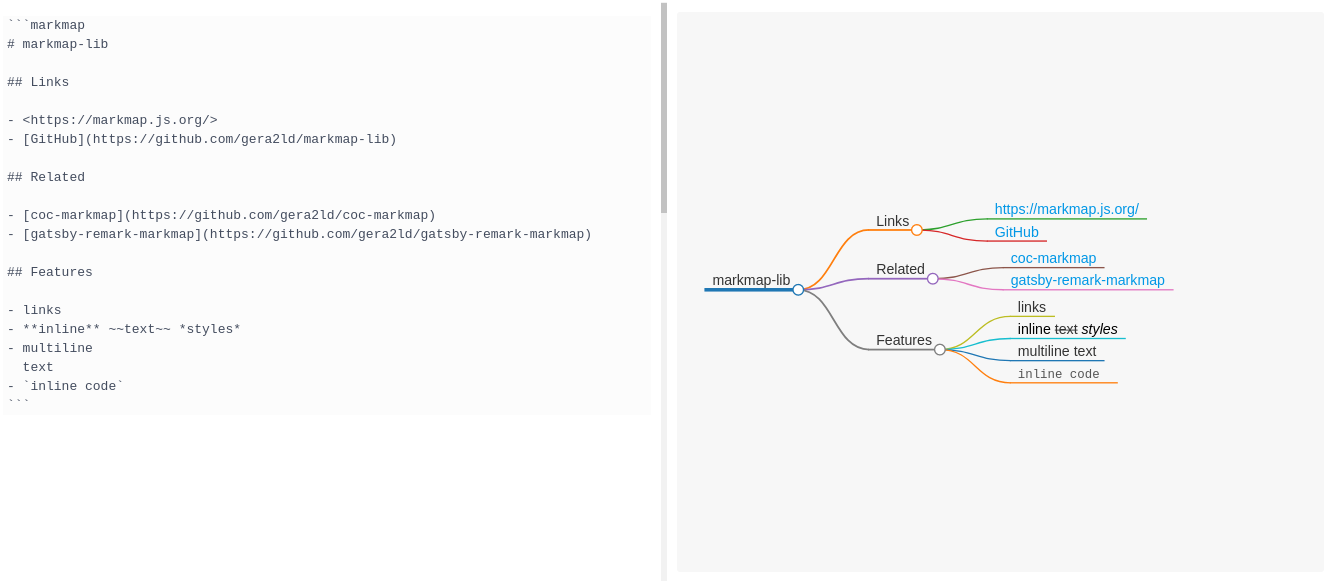 ```markmap
# markmap-lib
## Links
- <https://markmap.js.org/>
- [GitHub](https://github.com/gera2ld/markmap-lib)
## Related
- [coc-markmap](https://github.com/gera2ld/coc-markmap)
- [gatsby-remark-markmap](https://github.com/gera2ld/gatsby-remark-markmap)
## Features
- links
- **inline** ~~text~~ *styles*
- multiline
  text
- `inline code`
```
markmap-lib
Links
https://markmap.js.org/
GitHub
Related
coc-markmap
gatsby-remark-markmap
Features
links
inline text styles
multiline text
inline code